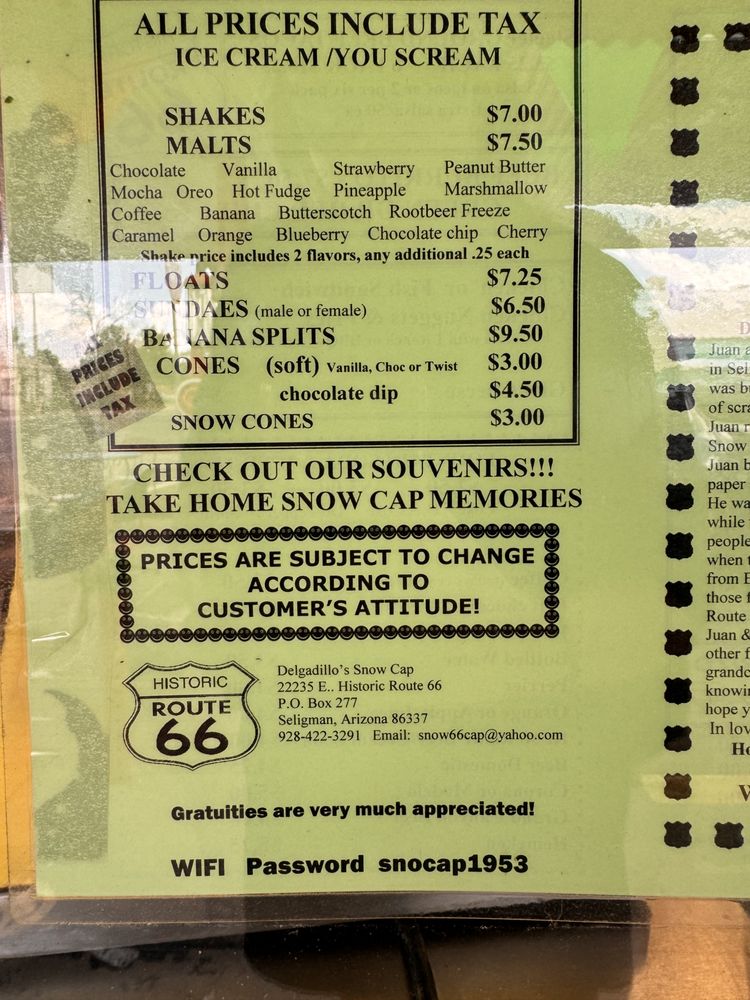 ALL PRICES INCLUDE TAX
ICE CREAM /YOU SCREAM
SHAKES $7.00
MALTS $7.50
Chocolate Vanilla Strawberry Peanut Butter
Mocha Oreo Hot Fudge Pineapple Marshmallow
Coffee Banana Butterscotch Rootbeer Freeze
Caramel Orange Blueberry Chocolate chip Cherry
Shake price includes 2 flavors, any additional .25 each
FLOATS $7.25
SUNDAES (male or female) $6.50
BANANA SPLITS $9.50
CONES (soft) Vanilla, Choc or Twist $3.00
chocolate dip $4.50
SNOW CONES $3.00
ALL
PRICES
INCLUDE
TAX
CHECK OUT OUR SOUVENIRS!!!
TAKE HOME SNOW CAP MEMORIES
PRICES ARE SUBJECT TO CHANGE
ACCORDING TO
CUSTOMER'S ATTITUDE!
HISTORIC
ROUTE
66
Delgadillo's Snow Cap
22235 E.. Historic Route 66
P.O. Box 277
Seligman, Arizona 86337
928-422-3291 Email: snow66cap@yahoo.com
Gratuities are very much appreciated!
WIFI Password snocap1953
Juan
in
was
of
Juan
Snow
Juan
paper
He
while
people
when
from
those
Route
Juan &
other
hope
In